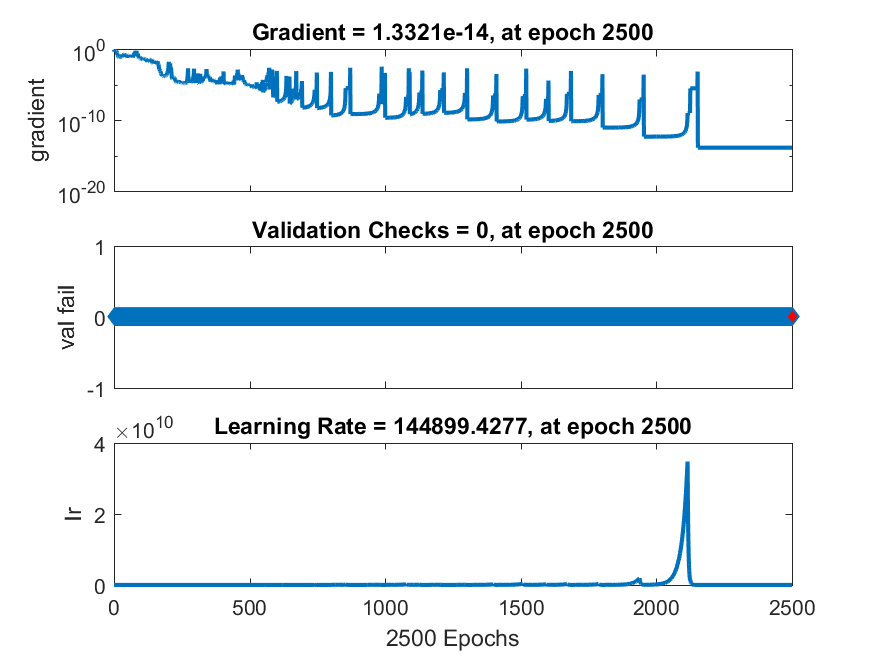 Gradient = 1.3321e-14, at epoch 2500
10^0
10^-10
10^-20
gradient
Validation Checks = 0, at epoch 2500
1
0
-1
val fail
Learning Rate = 144899.4277, at epoch 2500
×10^10
4
2
0
lr
0 500 1000 1500 2000 2500
2500 Epochs